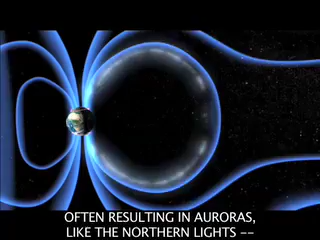 OFTEN RESULTING IN AURORAS,
LIKE THE NORTHERN LIGHTS --